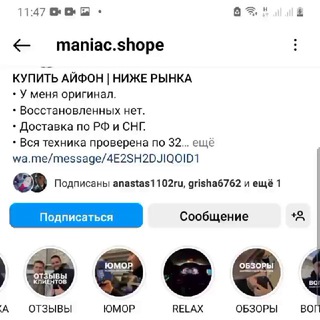 11:47
maniac.shope
КУПИТЬ АЙФОН | НИЖЕ РЫНКА
• У меня оригинал.
• Восстановленных нет.
• Доставка по РФ и СНГ.
• Вся техника проверена по 32... ещё
wa.me/message/4E2SH2DJIQOID1
Подписаны anastas1102ru, grisha6762 и ещё 1
Подписаться
Сообщение
ОТЗЫВЫ
КЛИЕНТОВ
ЮМОР
ОБЗОРЫ
ВОП
КА
ОТЗЫВЫ
ЮМОР
RELAX
ОБЗОРЫ
ВОП